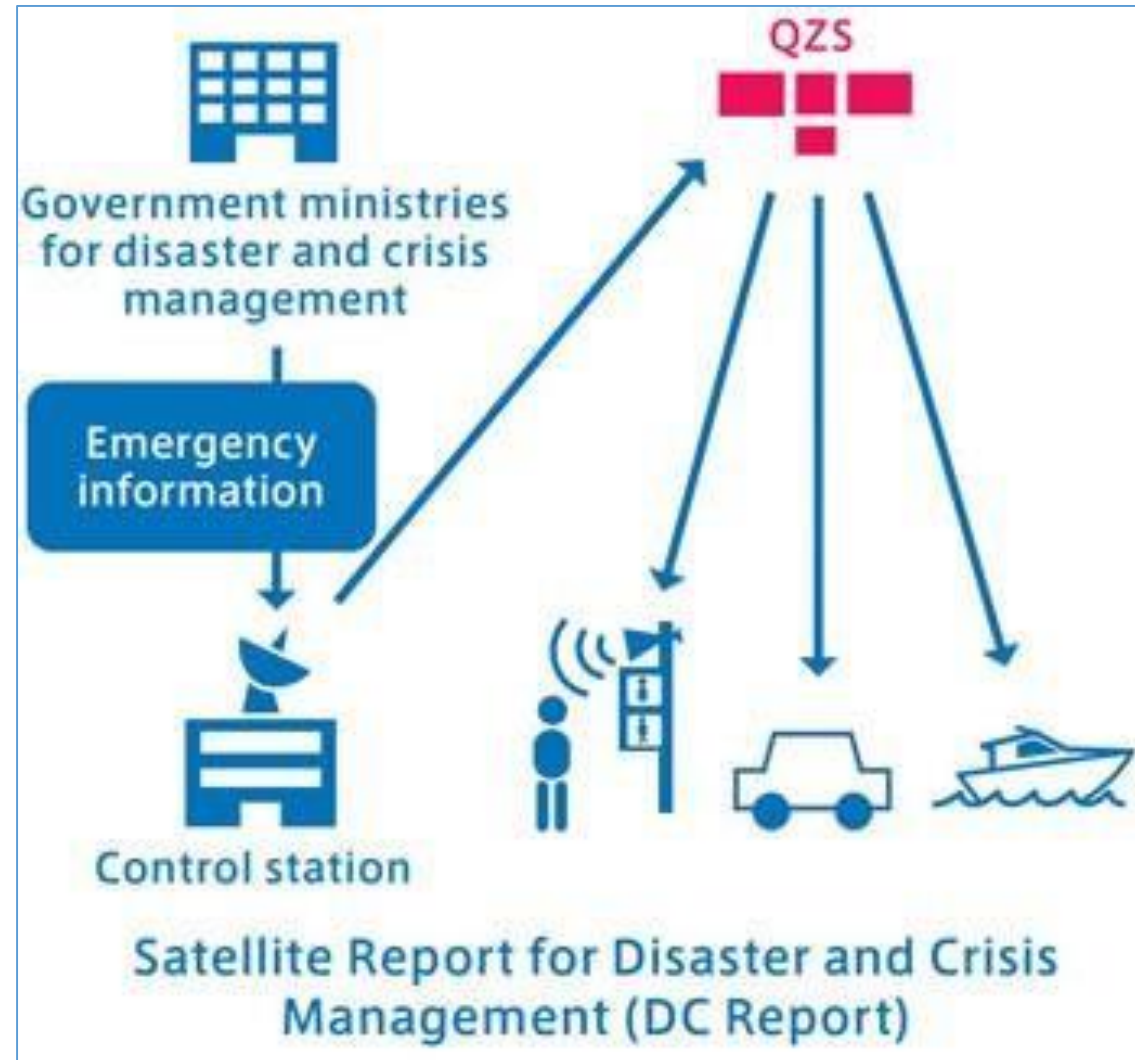 QZS
Government ministries
for disaster and crisis
management
Emergency
information
Control station
Satellite Report for Disaster and Crisis
Management (DC Report)